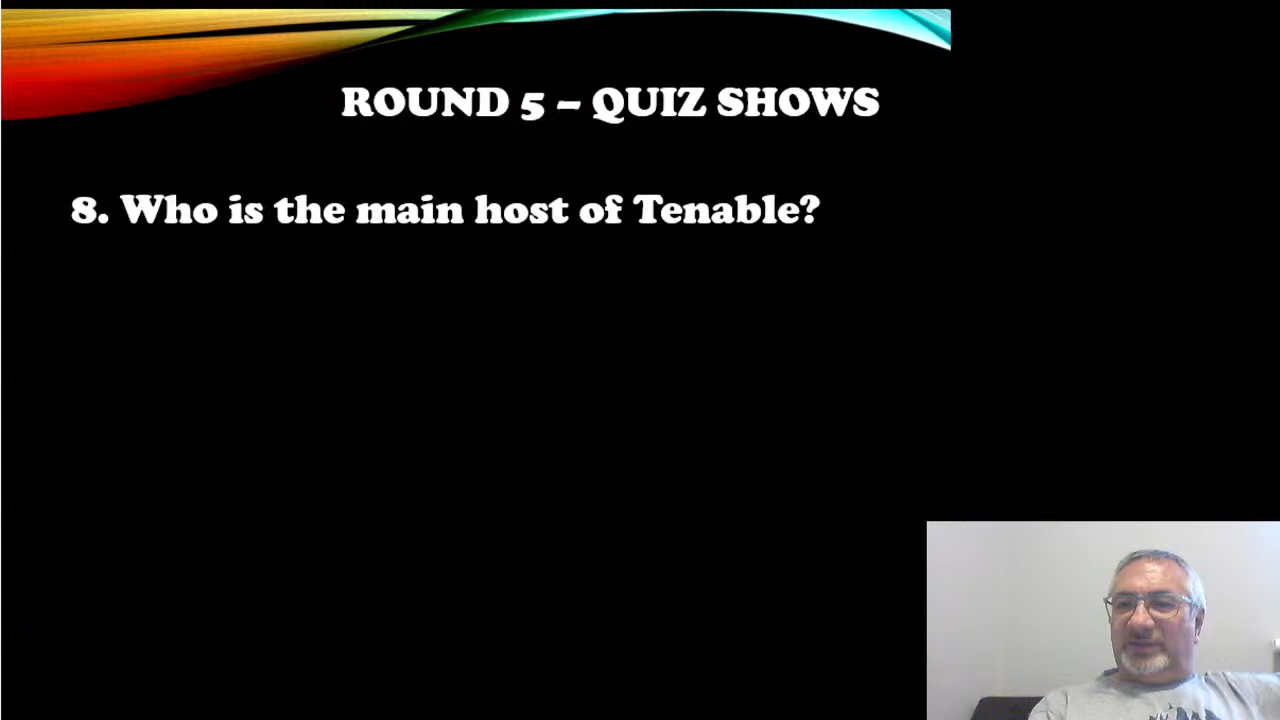 ROUND 5 – QUIZ SHOWS
8. Who is the main host of Tenable?